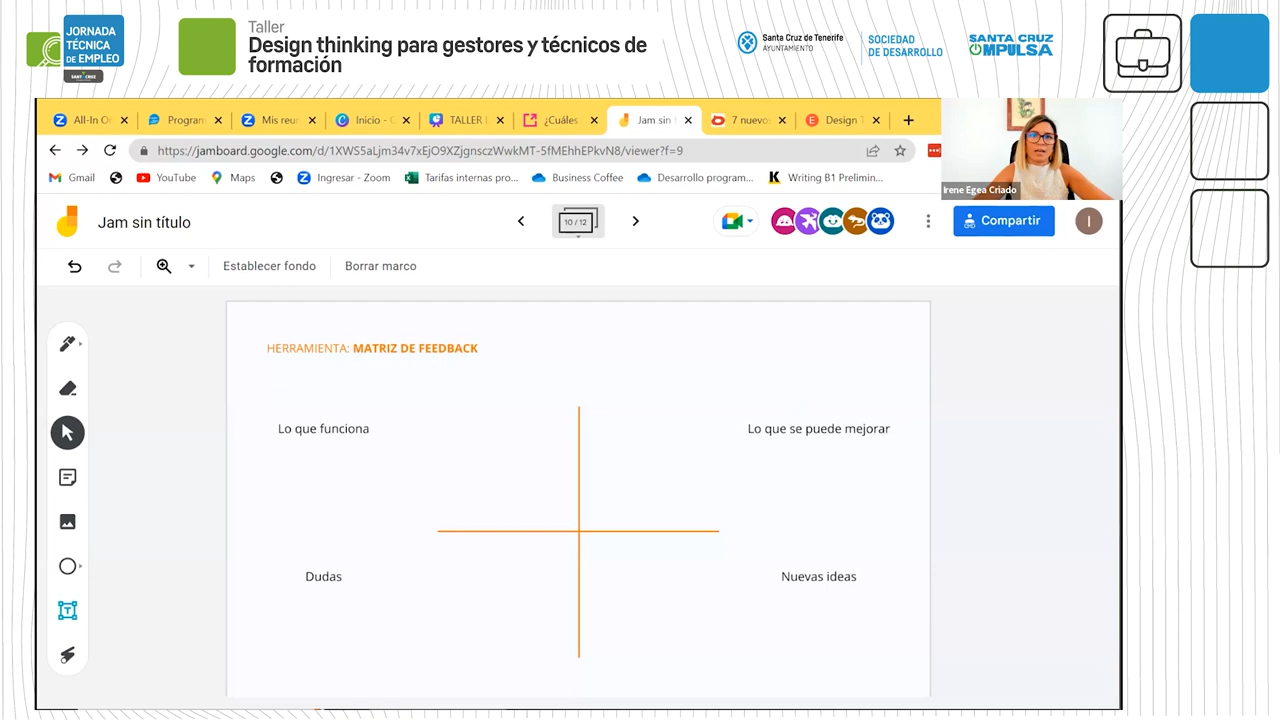 JORNADA
TÉCNICA
DE EMPLEO
Taller
Design thinking para gestores y técnicos de
formación
Santa Cruz de Tenerife
AYUNTAMIENTO
SOCIEDAD
DE DESARROLLO
SANTA CRUZ
OMPULSA
All-In O
Program
Mis reur
Inicio - C
TALLER
¿Cuáles
Jam sin t
7 nuevos
Design T
https://jamboard.google.com/d/1XWS5aLjm34v7xEjO9XZjgnsczWwkMT-5fMEhhEPkvN8/viewer?f=9
Gmail
YouTube
Maps
Ingresar - Zoom
Tarifas internas pro...
Business Coffee
Desarrollo program...
Writing B1 Prelimin...
Irene Egea Criado
Jam sin título
10 / 12
Compartir
I
Establecer fondo
Borrar marco
HERRAMIENTA: MATRIZ DE FEEDBACK
Lo que funciona
Lo que se puede mejorar
Dudas
Nuevas ideas